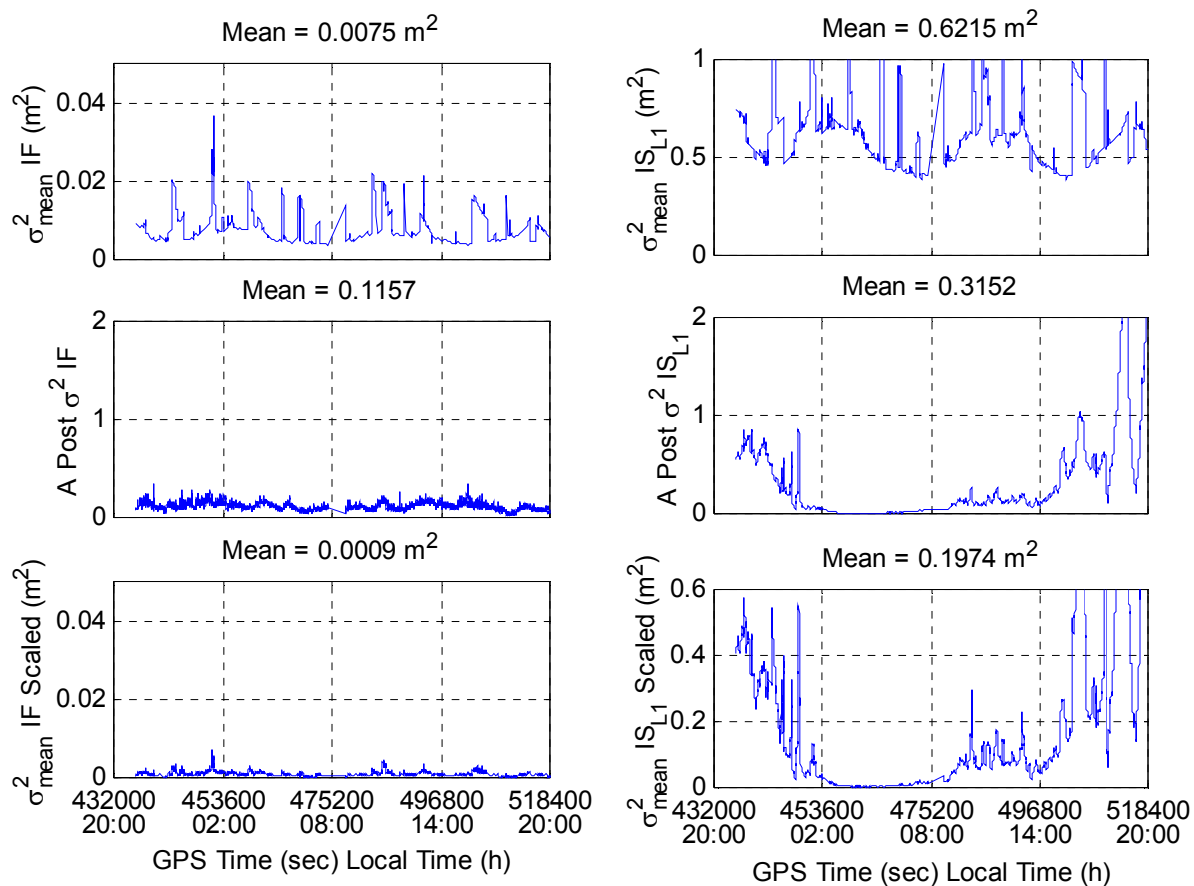 Mean = 0.0075 m²
0.04
0.02
0
σ²mean IF (m²)
Mean = 0.1157
2
1
0
A Post σ² IF
Mean = 0.0009 m²
0.04
0.02
0
σ²mean IF Scaled (m²)
432000 453600 475200 496800 518400
20:00 02:00 08:00 14:00 20:00
GPS Time (sec) Local Time (h)
Mean = 0.6215 m²
1
0.5
0
σ²mean ISL1 (m²)
Mean = 0.3152
2
1
0
A Post σ² ISL1
Mean = 0.1974 m²
0.6
0.4
0.2
0
σ²mean ISL1 Scaled (m²)
432000 453600 475200 496800 518400
20:00 02:00 08:00 14:00 20:00
GPS Time (sec) Local Time (h)